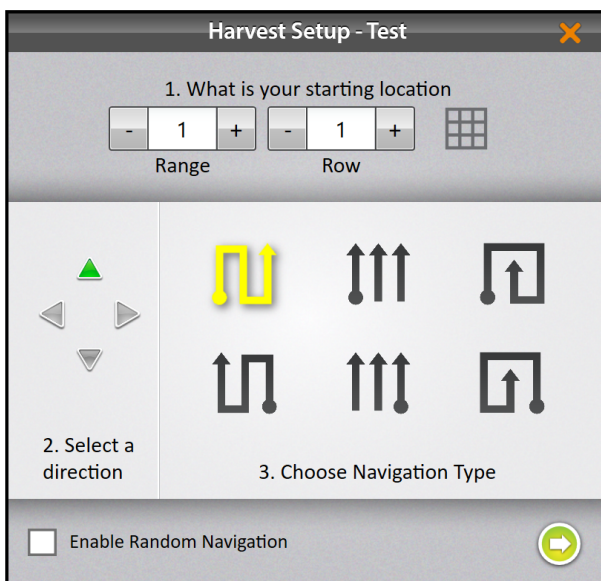 Harvest Setup - Test
1. What is your starting location
- 1 + - 1 +
Range Row
2. Select a
direction
3. Choose Navigation Type
Enable Random Navigation